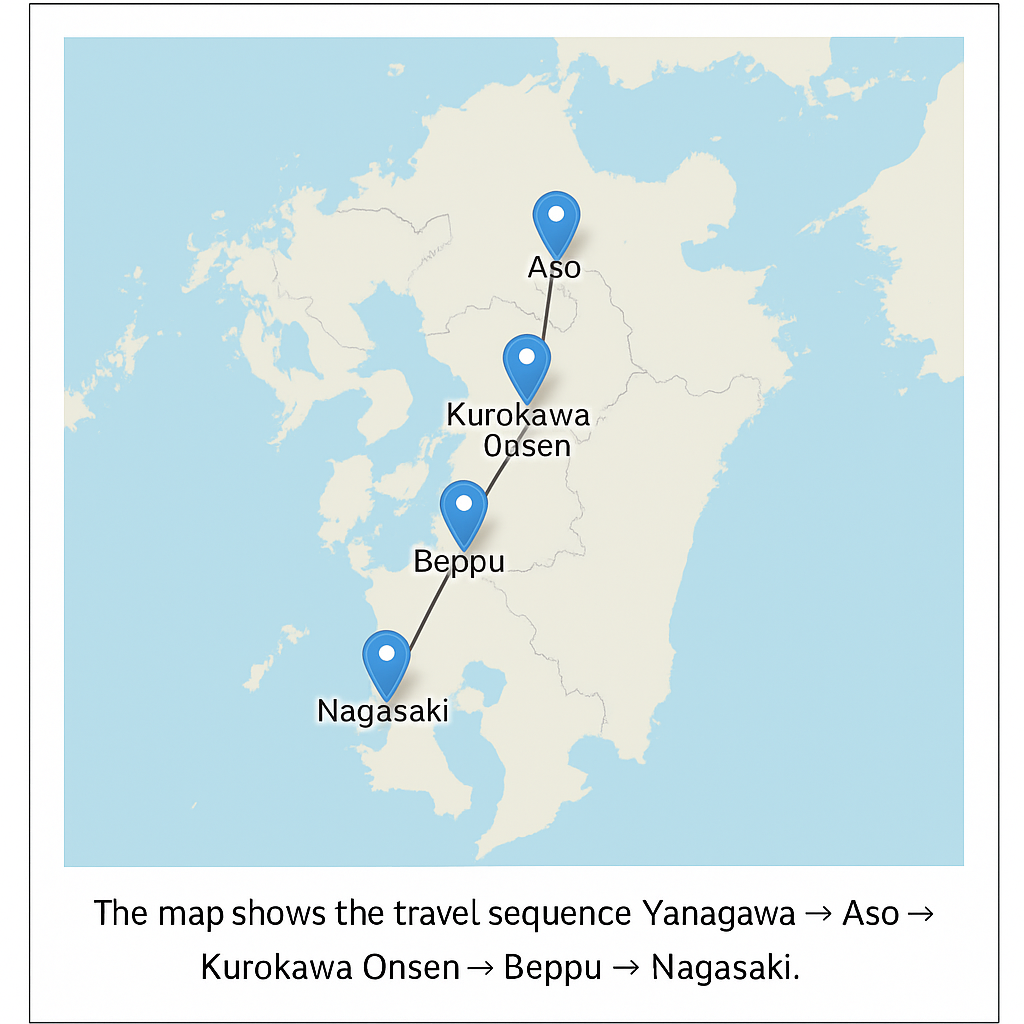 Aso
Kurokawa
Onsen
Beppu
Nagasaki
The map shows the travel sequence Yanagawa → Aso →
Kurokawa Onsen → Beppu → Nagasaki.